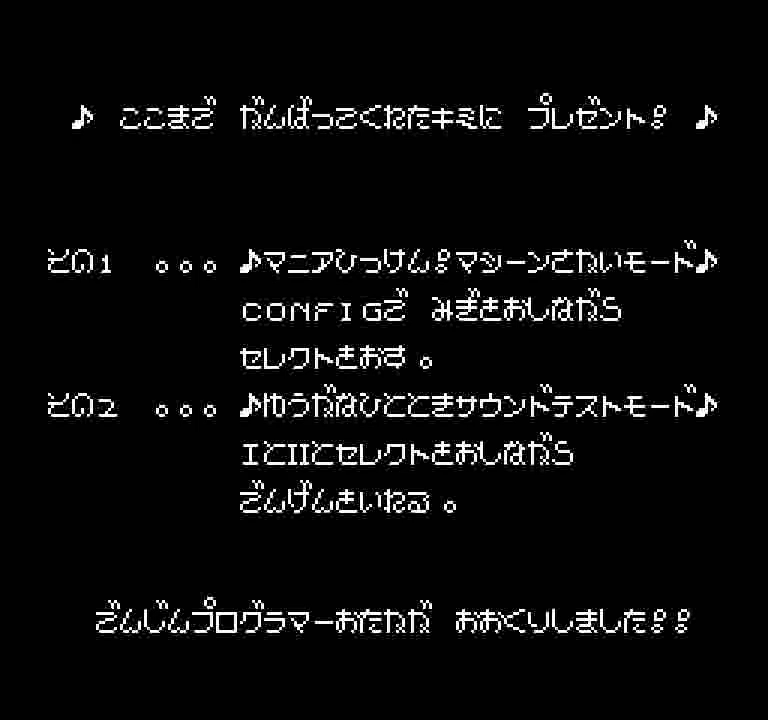 ♪ ここまで がんばってくれたキミに プレゼント! ♪
その1 。。。 ♪マニアひっけん!マシーン モード♪
CONFIGで みぎをおしながら
セレクトをおす。
その2 。。。 ♪ゆうがなひとときサウンドテストモード♪
IとIIとセレクトをおしながら
でんげんをいれる。
でんじんプログラマーおたかが おおくりしました!!